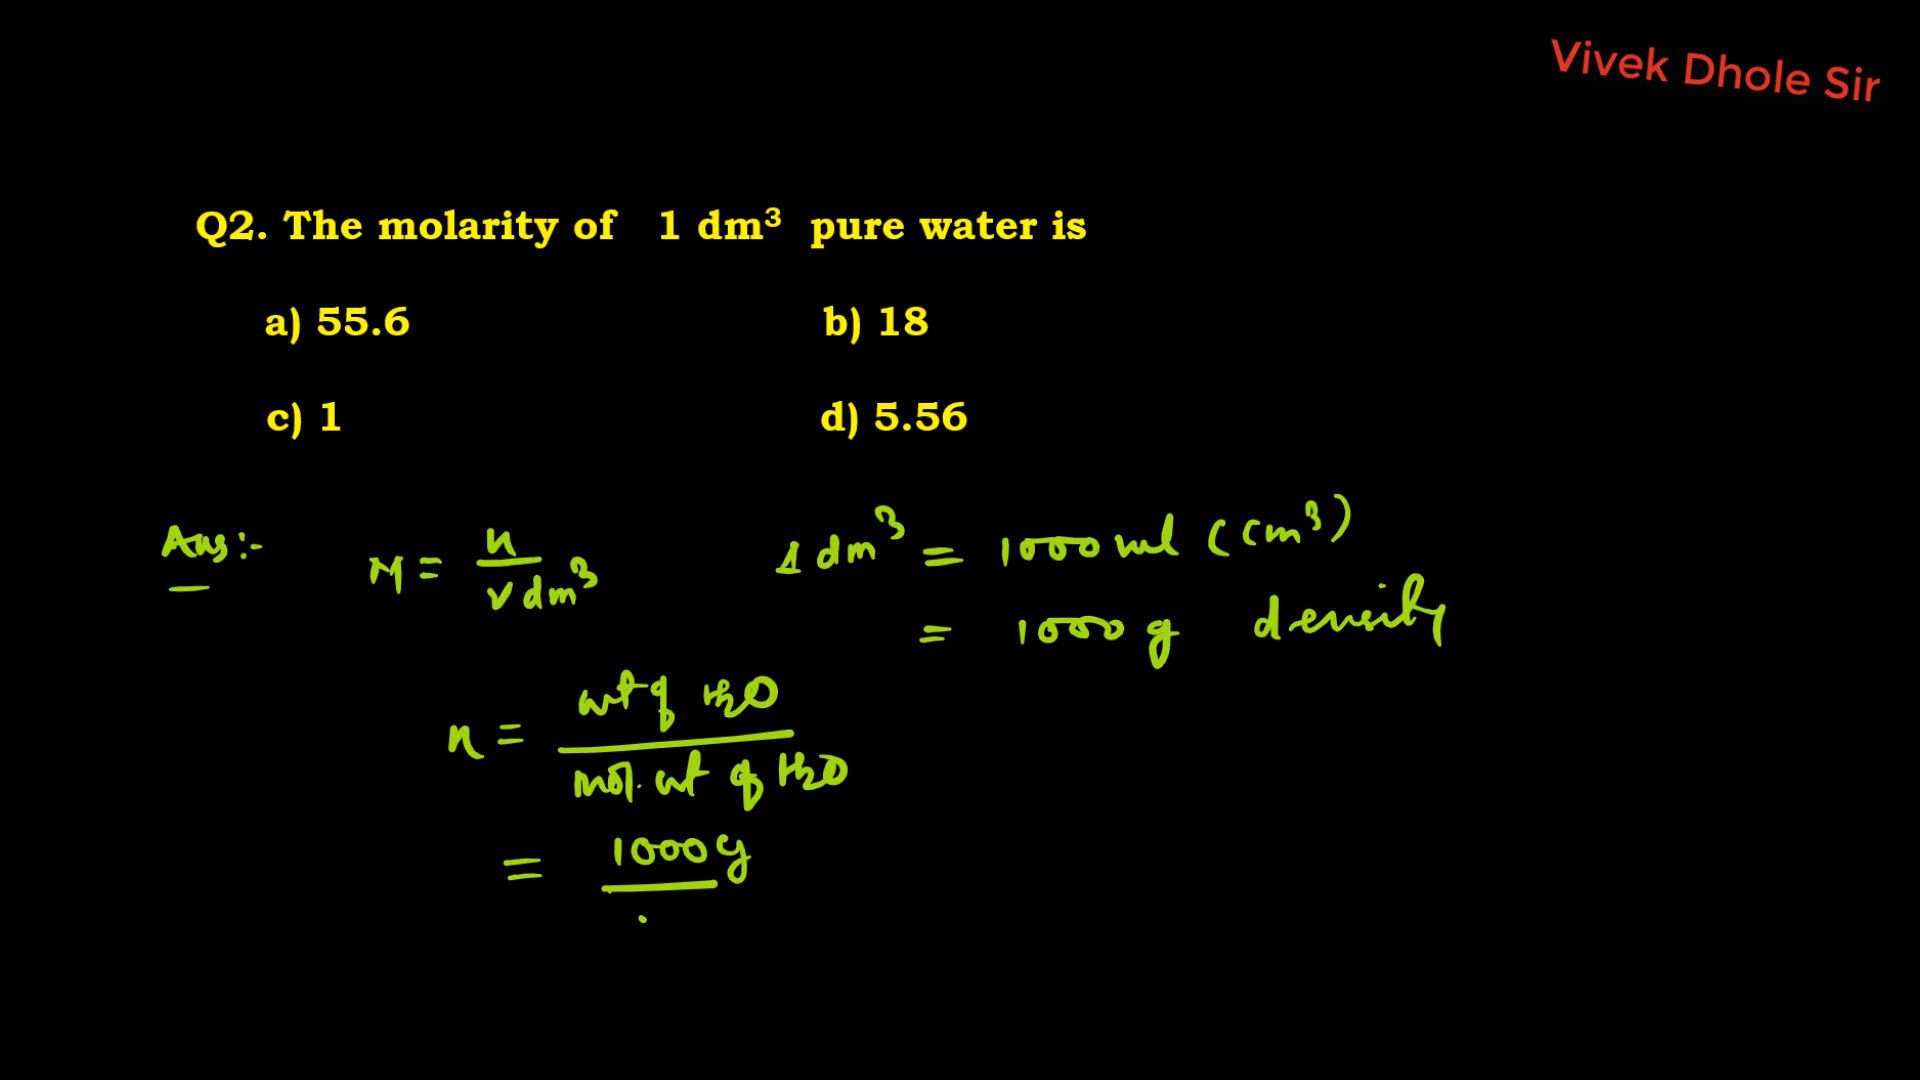 Vivek Dhole Sir
Q2. The molarity of 1 dm³ pure water is
a) 55.6 b) 18
c) 1 d) 5.56
Ans:- M = n / V dm³
1 dm³ = 1000 ml (cm³)
= 1000 g density
n = wt of H2O / mol. wt of H2O
= 1000 g